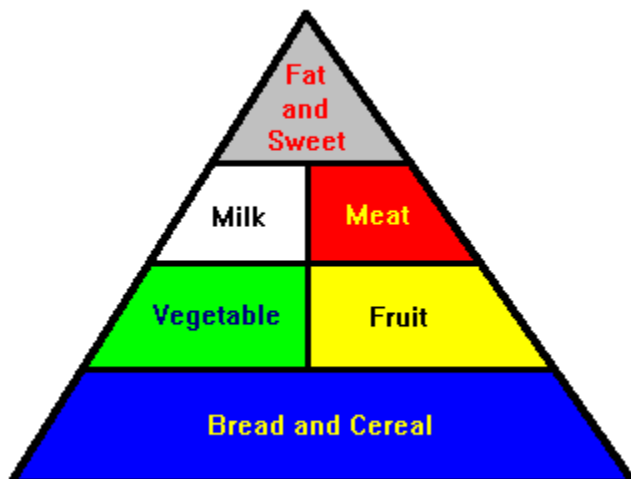 Fat
and
Sweet
Milk
Meat
Vegetable
Fruit
Bread and Cereal